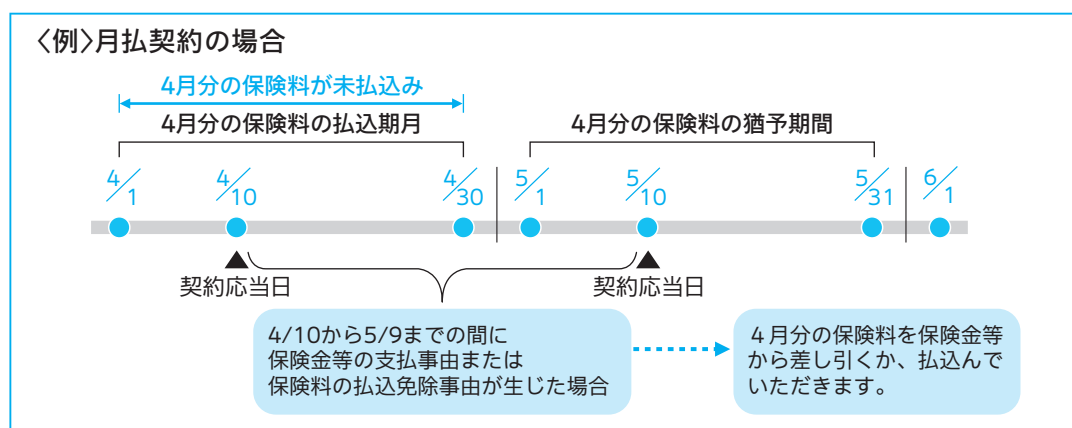 〈例〉月払契約の場合
4月分の保険料が未払込み
4月分の保険料の払込期月
4月分の保険料の猶予期間
4/1
4/10
4/30
5/1
5/10
5/31
6/1
契約応当日
契約応当日
4/10から5/9までの間に
保険金等の支払事由または
保険料の払込免除事由が生じた場合
４月分の保険料を保険金等
から差し引くか、払込んで
いただきます。